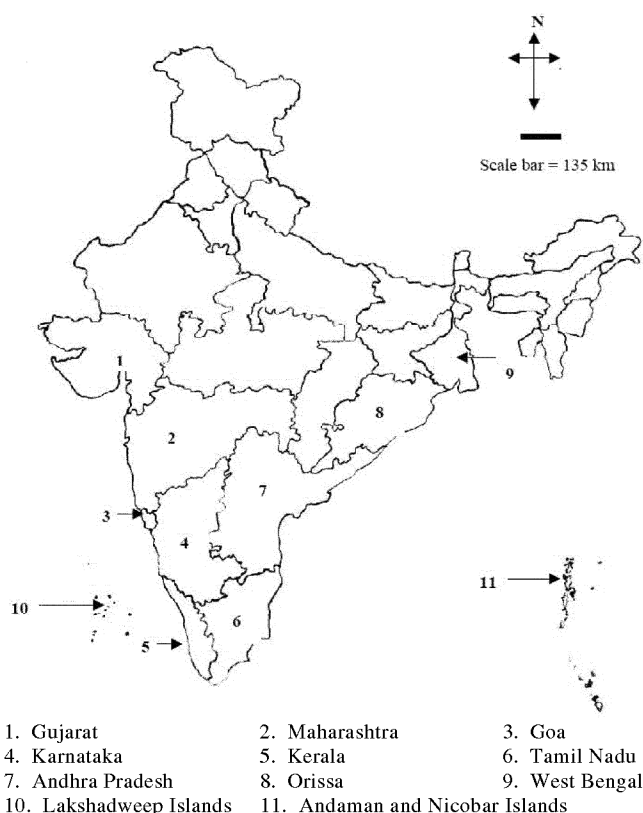 N
Scale bar = 135 km
1
9
8
2
7
3
4
11
10
6
5
1. Gujarat 2. Maharashtra 3. Goa
4. Karnataka 5. Kerala 6. Tamil Nadu
7. Andhra Pradesh 8. Orissa 9. West Bengal
10. Lakshadweep Islands 11. Andaman and Nicobar Islands